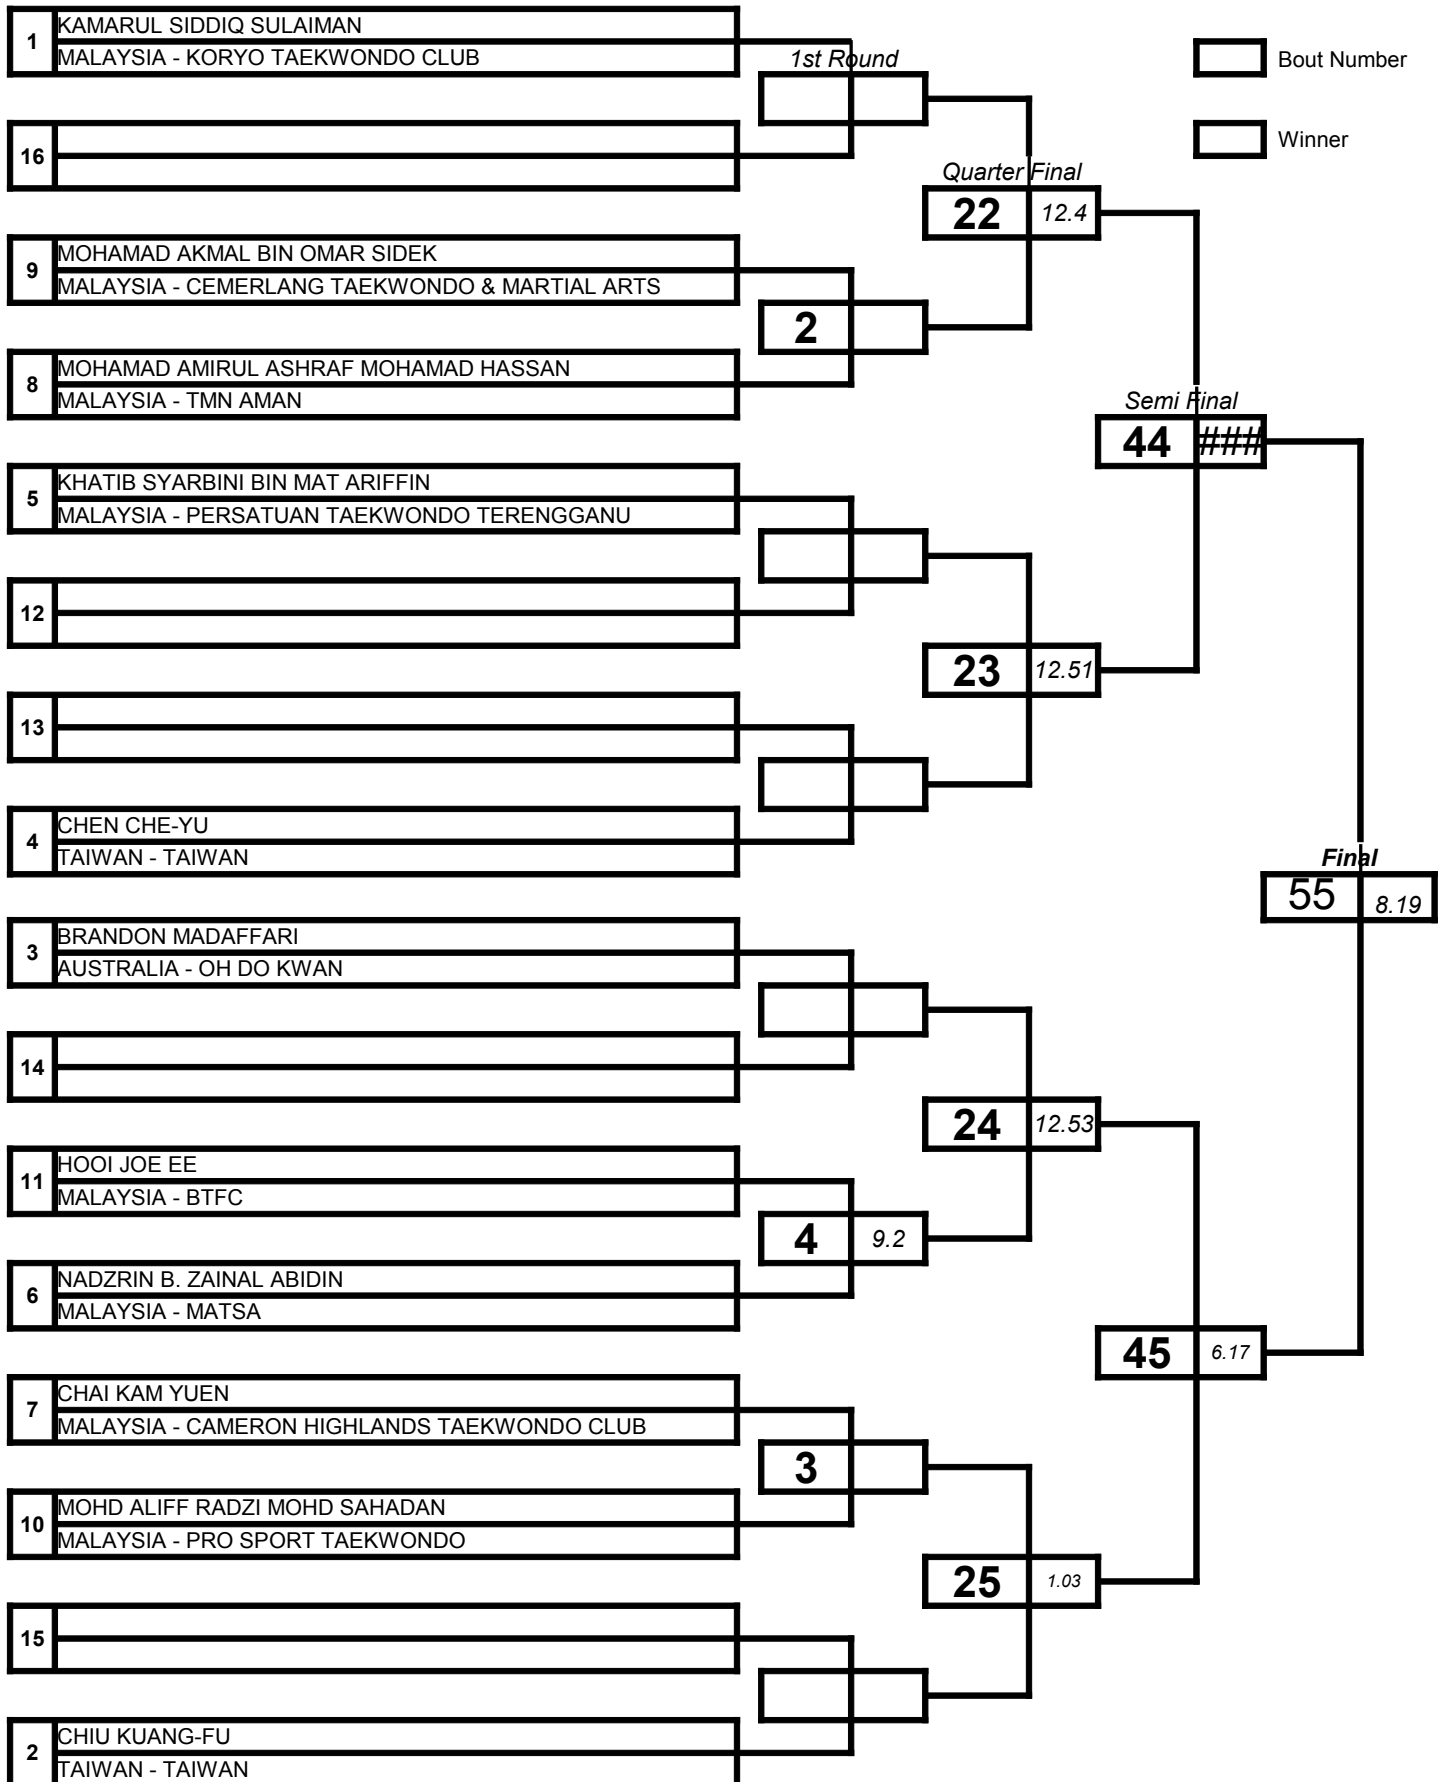 1
KAMARUL SIDDIQ SULAIMAN
MALAYSIA - KORYO TAEKWONDO CLUB
1st Round
Bout Number
16
Winner
Quarter Final
22 12.4
9
MOHAMAD AKMAL BIN OMAR SIDEK
MALAYSIA - CEMERLANG TAEKWONDO & MARTIAL ARTS
2
8
MOHAMAD AMIRUL ASHRAF MOHAMAD HASSAN
MALAYSIA - TMN AMAN
Semi Final
44 ###
5
KHATIB SYARBINI BIN MAT ARIFFIN
MALAYSIA - PERSATUAN TAEKWONDO TERENGGANU
12
23 12.51
13
4
CHEN CHE-YU
TAIWAN - TAIWAN
Final
55 8.19
3
BRANDON MADAFFARI
AUSTRALIA - OH DO KWAN
14
24 12.53
11
HOOI JOE EE
MALAYSIA - BTFC
4 9.2
6
NADZRIN B. ZAINAL ABIDIN
MALAYSIA - MATSA
45 6.17
7
CHAI KAM YUEN
MALAYSIA - CAMERON HIGHLANDS TAEKWONDO CLUB
3
10
MOHD ALIFF RADZI MOHD SAHADAN
MALAYSIA - PRO SPORT TAEKWONDO
25 1.03
15
2
CHIU KUANG-FU
TAIWAN - TAIWAN